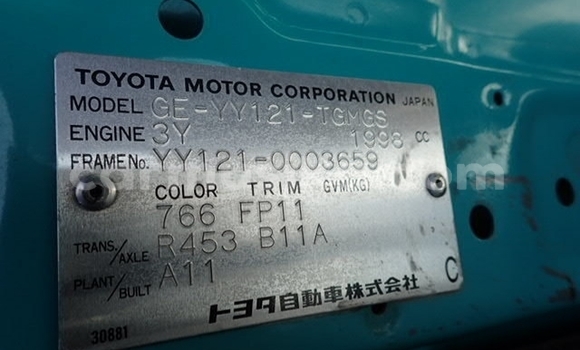 TOYOTA MOTOR CORPORATION JAPAN
MODEL GE-YY121-TGMGS
ENGINE 3Y 1998 CC
FRAME No. YY121-0003659
COLOR TRIM GVM(KG)
766 FP11
TRANS./AXLE R453 B11A
PLANT/BUILT A11
トヨタ自動車株式会社 C
30881